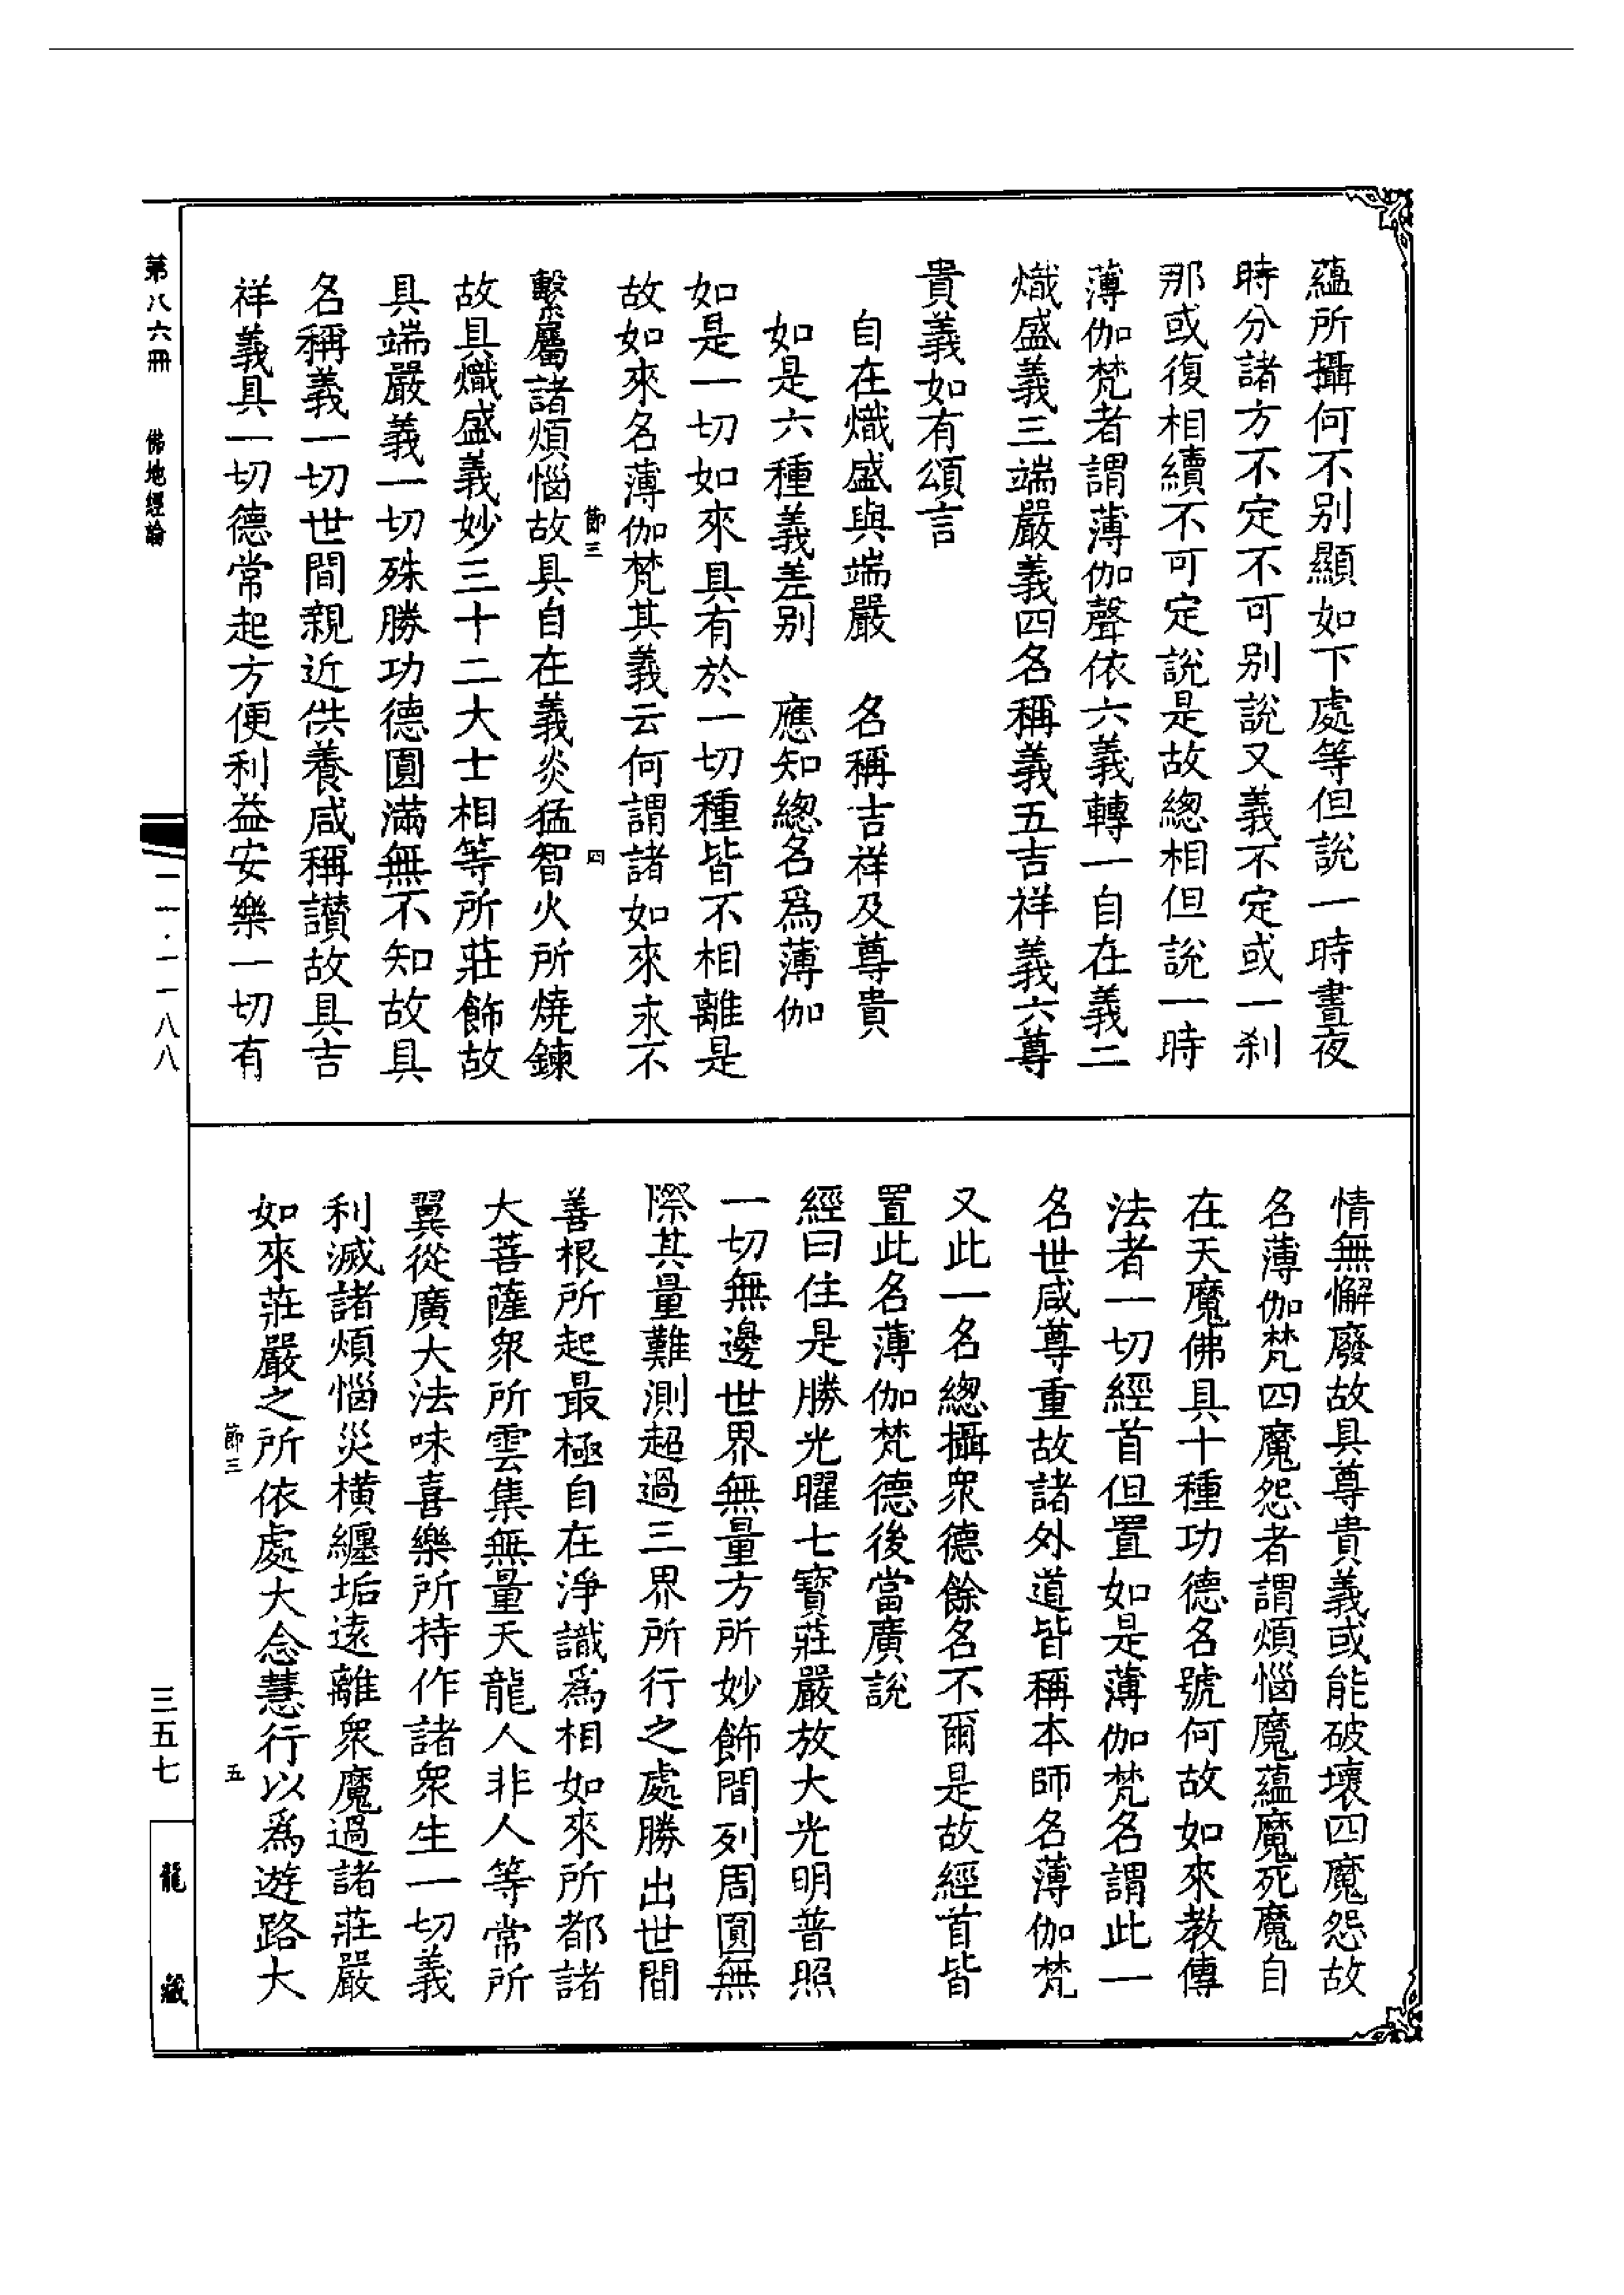 蘊所攝何不别顯如下處等但説一時晝夜
時分諸方不定不可别説又義不定或一刹
那或復相續不可定説是故總相但説一時
薄伽梵者謂薄伽聲依六義轉一自在義二
熾盛義三端嚴義四名稱義五吉祥義六尊
貴義如有頌言
自在熾盛與端嚴　名稱吉祥及尊貴
如是六種義差别　應知總名爲薄伽
如是一切如來具有於一切種皆不相離是
故如來名薄伽梵其義云何謂諸如來永不
節三　四
繫屬諸煩惱故具自在義炎猛智火所燒鍊
故具熾盛義妙三十二大士相等所莊飾故
具端嚴義一切殊勝功德圓滿無不知故具
名稱義一切世間親近供養咸稱讃故具吉
祥義具一切德常起方便利益安樂一切有
情無懈廢故具尊貴義或能破壞四魔怨故
名薄伽梵四魔怨者謂煩惱魔蘊魔死魔自
在天魔佛具十種功德名號何故如來教傳
法者一切經首但置如是薄伽梵名謂此一
名世咸尊重故諸外道皆稱本師名薄伽梵
又此一名總攝衆德餘名不爾是故經首皆
置此名薄伽梵德後當廣説
經曰住是勝光曜七寶莊嚴放大光明普照
一切無邊世界無量方所妙飾間列周圓無
際其量難測超過三界所行之處勝出世間
善根所起最極自在淨識爲相如來所都諸
大菩薩衆所雲集無量天龍人非人等常所
翼從廣大法味喜樂所持作諸衆生一切義
利滅諸煩惱災横纏垢遠離衆魔過諸莊嚴
如來莊嚴之所依處大念慧行以爲遊路大
節三　五
第八六冊　佛地經論
一一·一一八八
三五七
龍藏